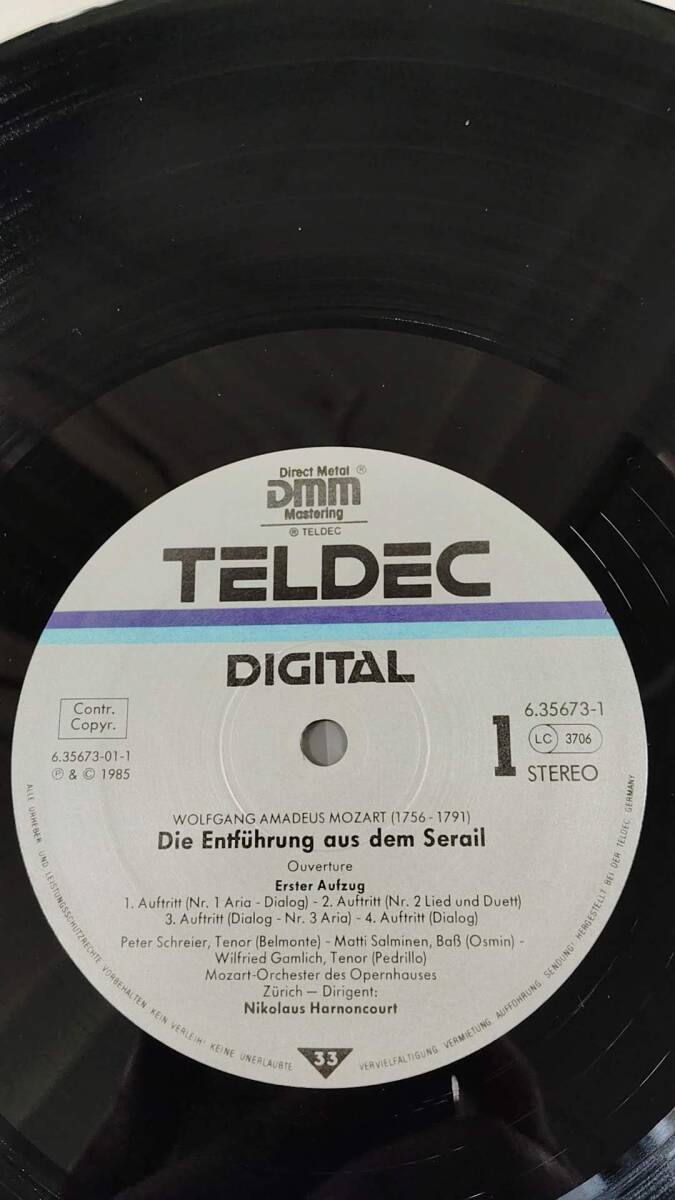 Direct Metal ®
DMM
Mastering
® TELDEC
TELDEC
DIGITAL
Contr.
Copyr.
6.35673-01-1
℗ & © 1985
6.35673-1
1
LC 3706
STEREO
WOLFGANG AMADEUS MOZART (1756-1791)
Die Entführung aus dem Serail
Ouverture
Erster Aufzug
1. Auftritt (Nr. 1 Aria - Dialog) - 2. Auftritt (Nr. 2 Lied und Duett)
3. Auftritt (Dialog - Nr. 3 Aria) - 4. Auftritt (Dialog)
Peter Schreier, Tenor (Belmonte) - Matti Salminen, Baß (Osmin) -
Wilfried Gamlich, Tenor (Pedrillo)
Mozart-Orchester des Opernhauses
Zürich – Dirigent:
Nikolaus Harnoncourt
33
ALLE URHEBER- UND LEISTUNGSSCHUTZRECHTE VORBEHALTEN KEIN VERLEIH! KEINE UNERLAUBTE VERVIELFÄLTIGUNG, VERMIETUNG, AUFFÜHRUNG, SENDUNG! HERGESTELLT BEI DER TELDEC GERMANY